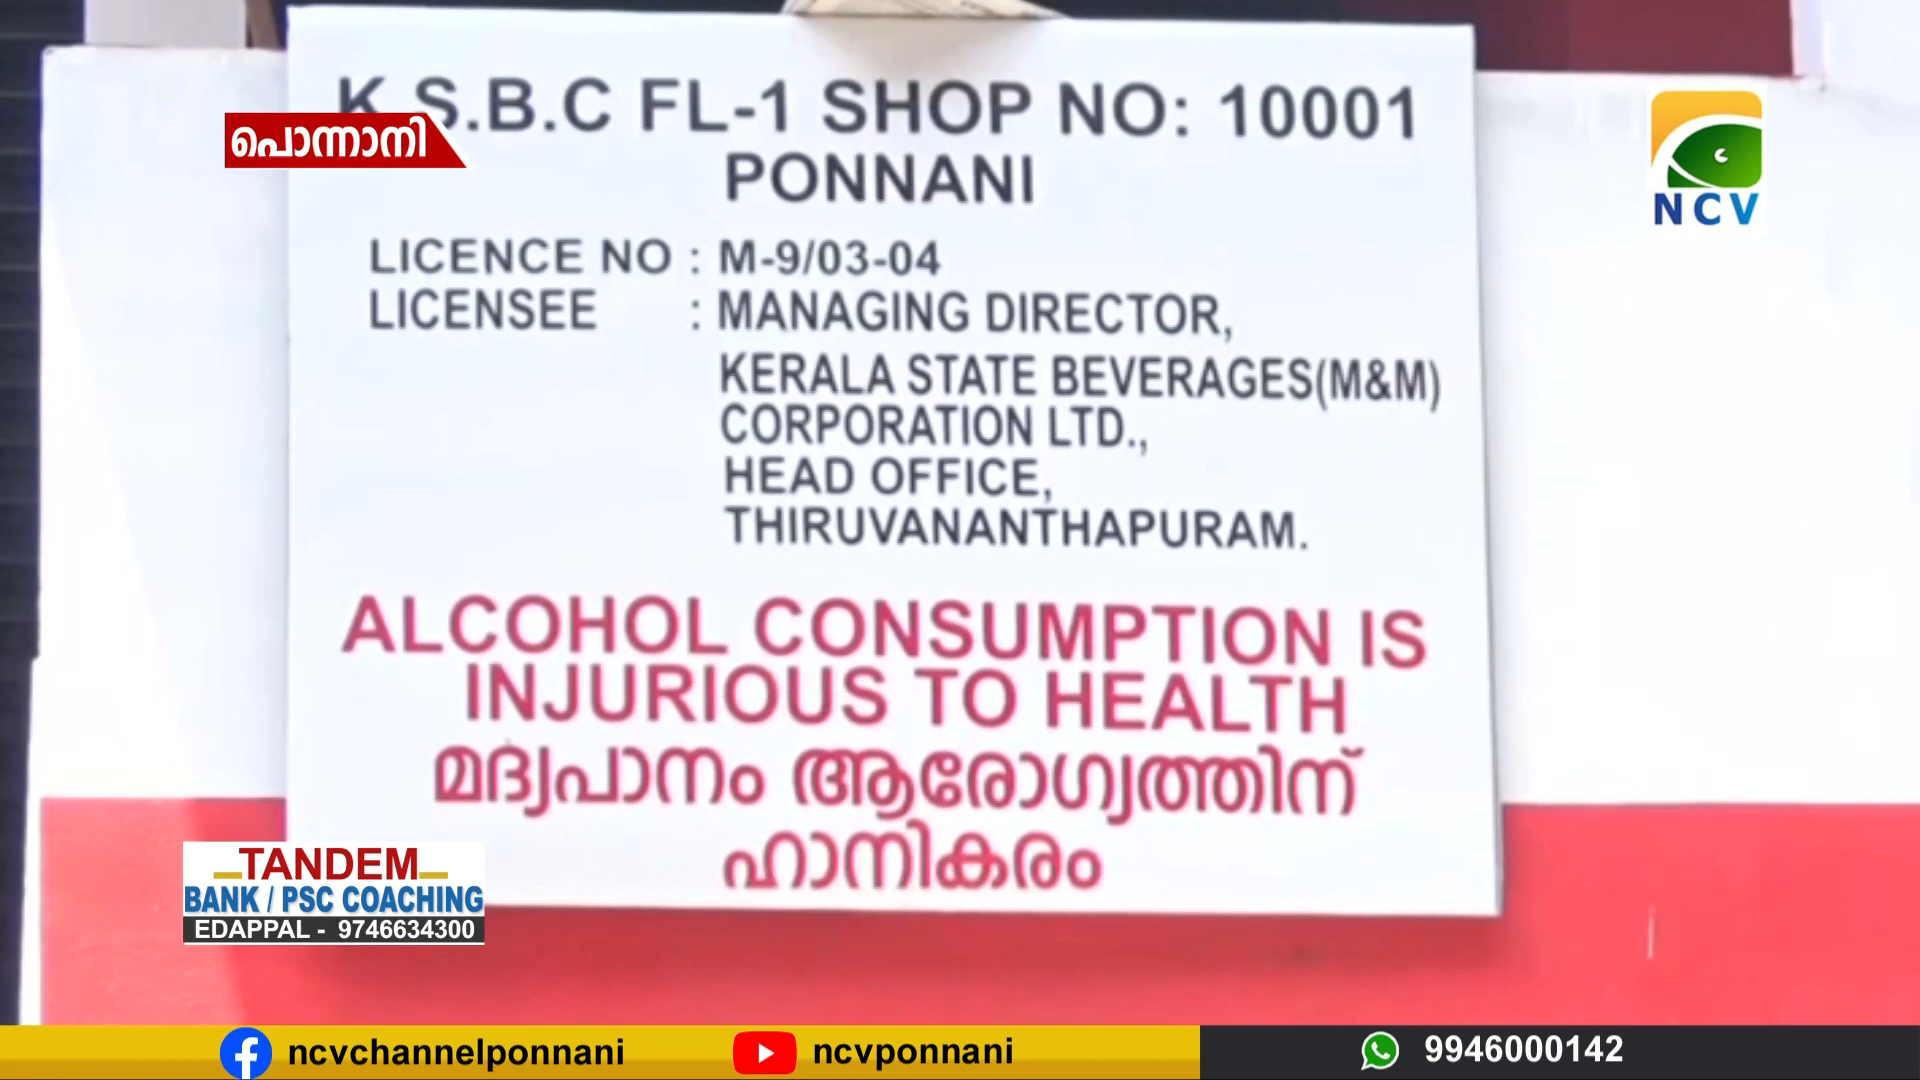 K.S.B.C FL-1 SHOP NO: 10001
പൊന്നാനി
PONNANI
NCV
LICENCE NO : M-9/03-04
LICENSEE : MANAGING DIRECTOR,
KERALA STATE BEVERAGES(M&M)
CORPORATION LTD.,
HEAD OFFICE,
THIRUVANANTHAPURAM.
ALCOHOL CONSUMPTION IS
INJURIOUS TO HEALTH
മദ്യപാനം ആരോഗ്യത്തിന്
ഹാനികരം
TANDEM
BANK / PSC COACHING
EDAPPAL - 9746634300
ncvchannelponnani
ncvponnani
9946000142